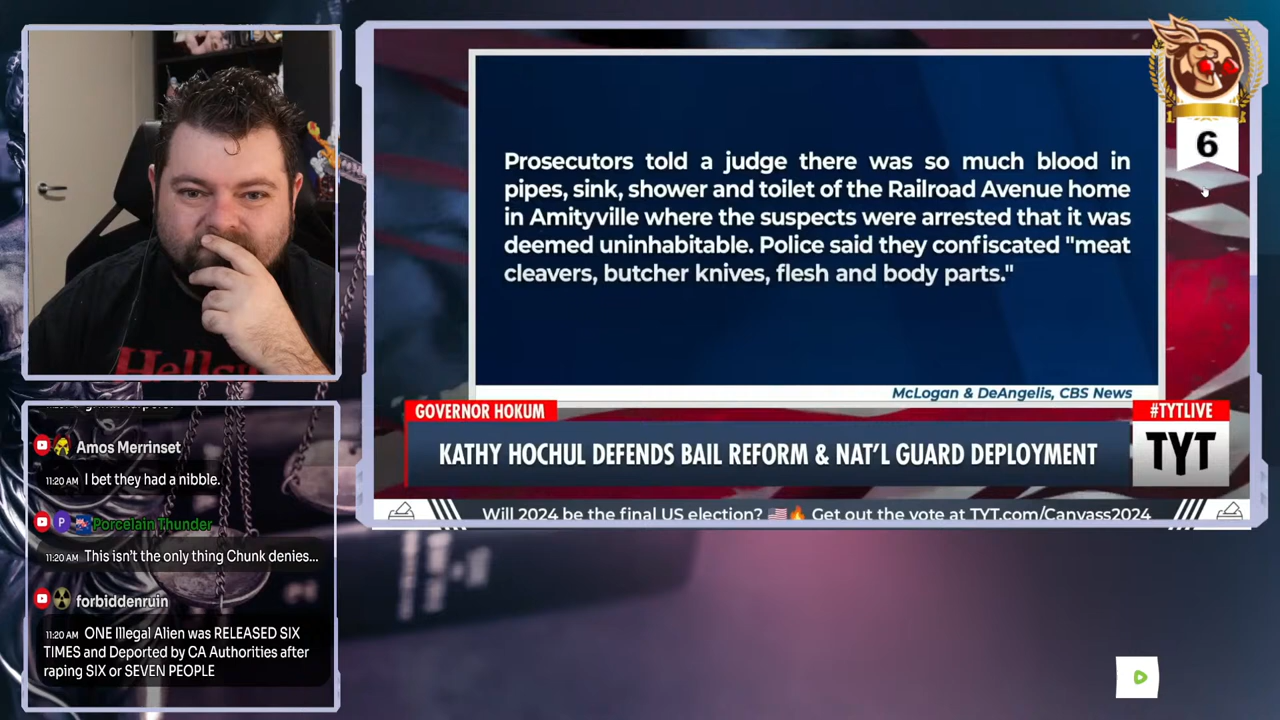 6
Prosecutors told a judge there was so much blood in
pipes, sink, shower and toilet of the Railroad Avenue home
in Amityville where the suspects were arrested that it was
deemed uninhabitable. Police said they confiscated "meat
cleavers, butcher knives, flesh and body parts."
McLogan & DeAngelis, CBS News
GOVERNOR HOKUM
#TYTLIVE
KATHY HOCHUL DEFENDS BAIL REFORM & NAT'L GUARD DEPLOYMENT
TYT
Will 2024 be the final US election? 🇺🇸🔥 Get out the vote at TYT.com/Canvass2024
Amos Merrinset
11:20 AM I bet they had a nibble.
P Porcelain Thunder
11:20 AM This isn't the only thing Chunk denies...
forbiddenruin
11:20 AM ONE Illegal Alien was RELEASED SIX
TIMES and Deported by CA Authorities after
raping SIX or SEVEN PEOPLE